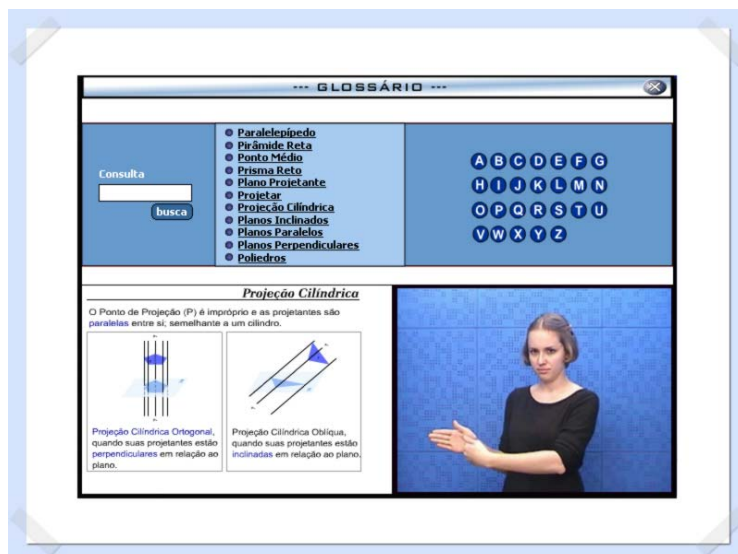 --- GLOSSÁRIO ---
Consulta
busca
Paralelepípedo
Pirâmide Reta
Ponto Médio
Prisma Reto
Plano Projetante
Projetar
Projeção Cilíndrica
Planos Inclinados
Planos Paralelos
Planos Perpendiculares
Poliedros
A B C D E F G
H I J K L M N
O P Q R S T U
V W X Y Z
Projeção Cilíndrica
O Ponto de Projeção (P) é impróprio e as projetantes são
paralelas entre si; semelhante a um cilindro.
Projeção Cilíndrica Ortogonal,
quando suas projetantes estão
perpendiculares em relação ao
plano.
Projeção Cilíndrica Oblíqua,
quando suas projetantes estão
inclinadas em relação ao plano.